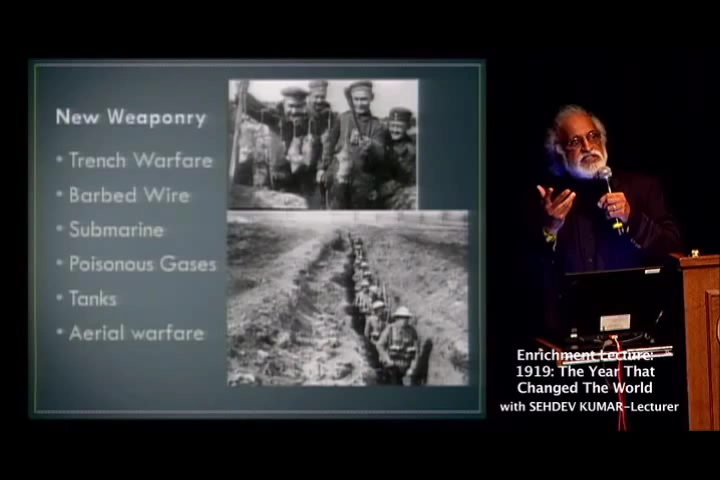 New Weaponry
• Trench Warfare
• Barbed Wire
• Submarine
• Poisonous Gases
• Tanks
• Aerial warfare
Enrichment Lecture:
1919: The Year That
Changed The World
with SEHDEV KUMAR-Lecturer